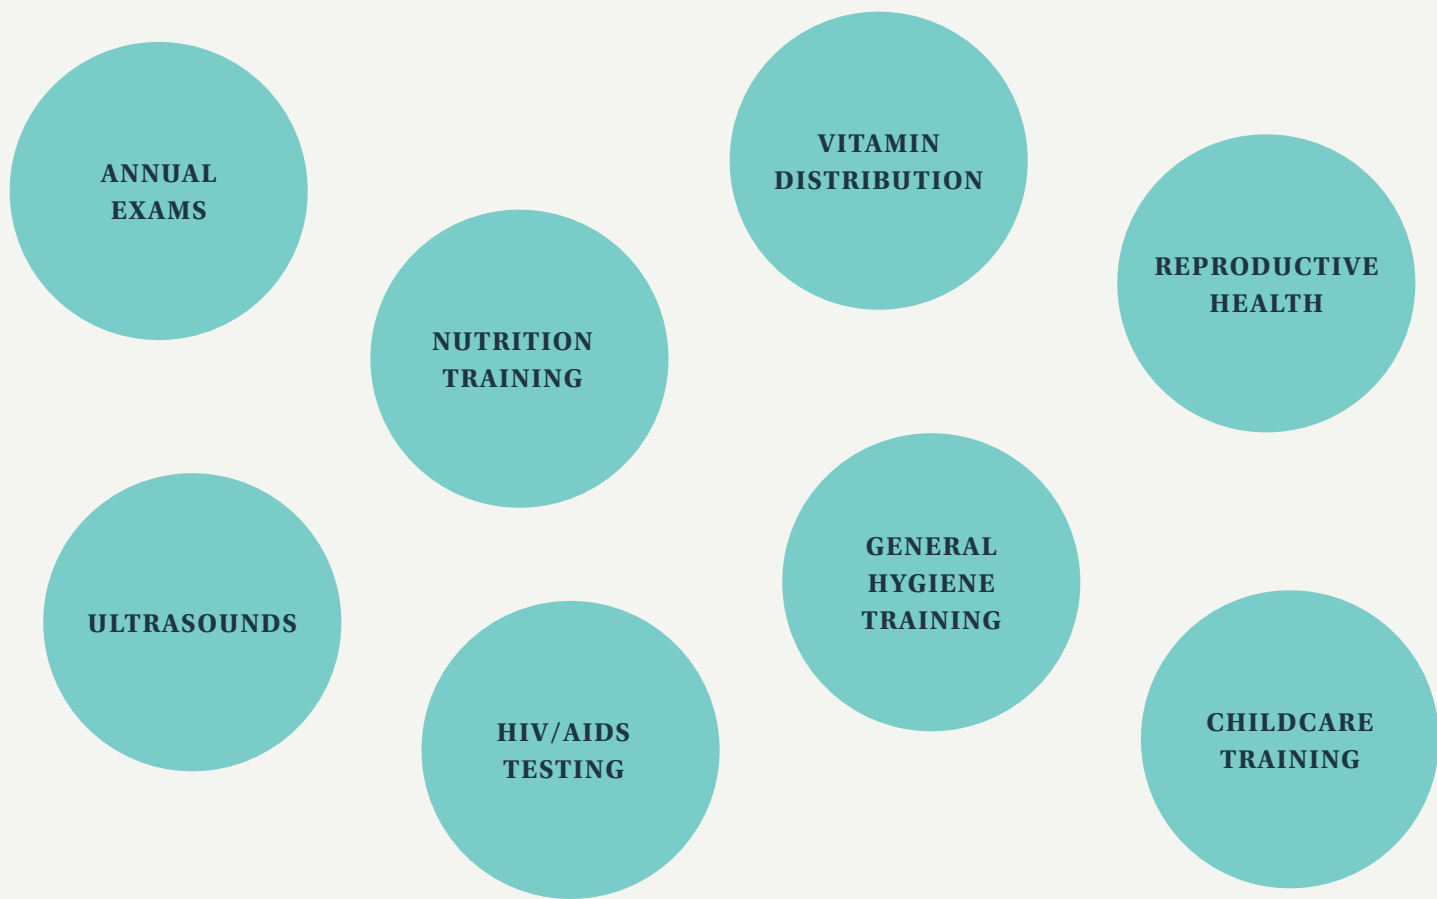 ANNUAL
EXAMS
NUTRITION
TRAINING
VITAMIN
DISTRIBUTION
REPRODUCTIVE
HEALTH
ULTRASOUNDS
HIV/AIDS
TESTING
GENERAL
HYGIENE
TRAINING
CHILDCARE
TRAINING